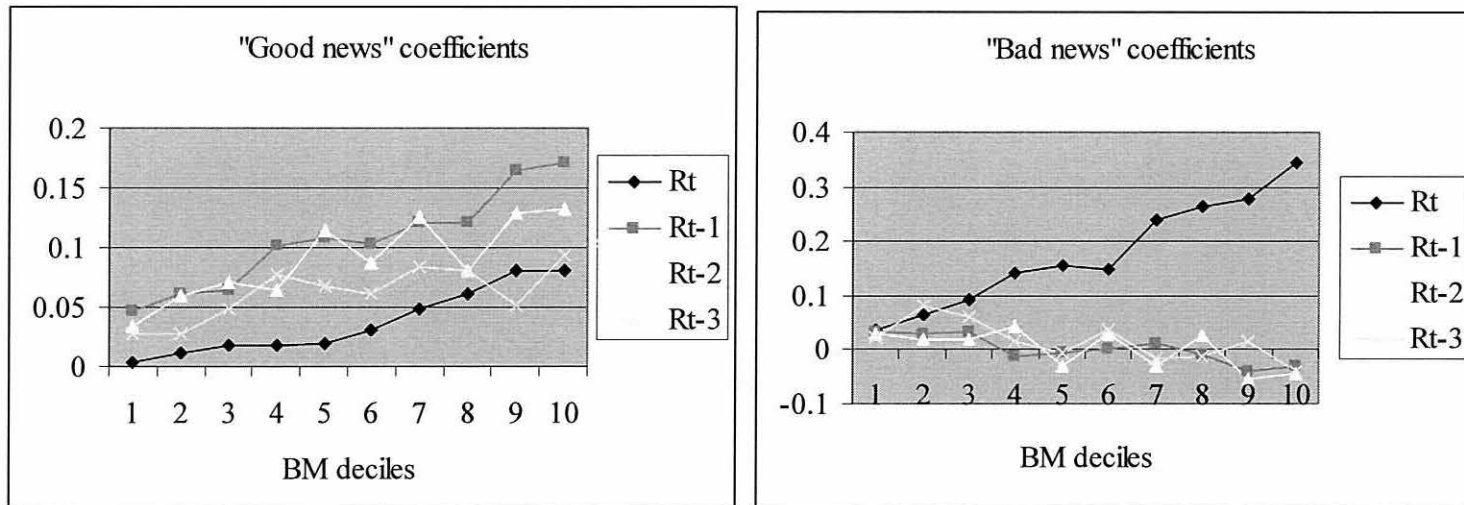 "Good news" coefficients
0.2
0.15
0.1
0.05
0
1 2 3 4 5 6 7 8 9 10
BM deciles
Rt
Rt-1
Rt-2
Rt-3
"Bad news" coefficients
0.4
0.3
0.2
0.1
0
-0.1
1 2 3 4 5 6 7 8 9 10
BM deciles
Rt
Rt-1
Rt-2
Rt-3